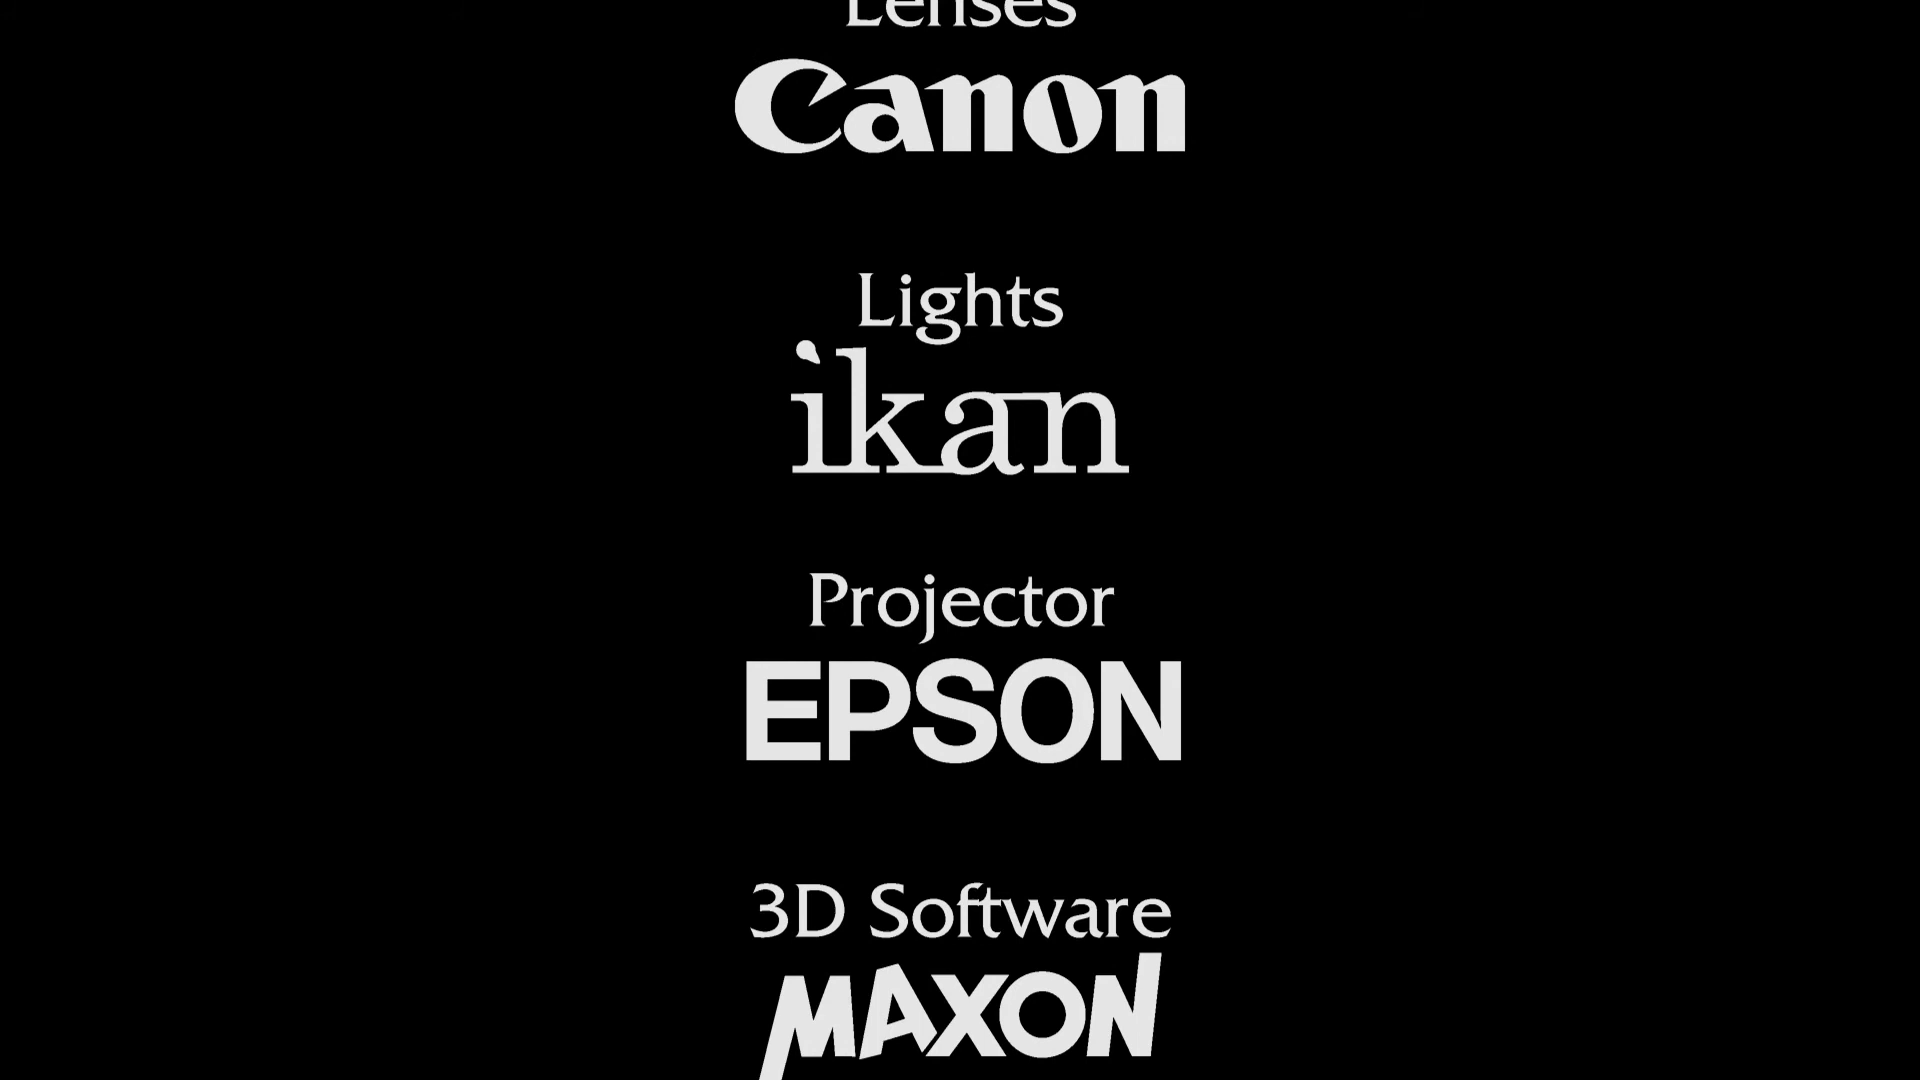 Lenses
Canon
Lights
ikan
Projector
EPSON
3D Software
MAXON